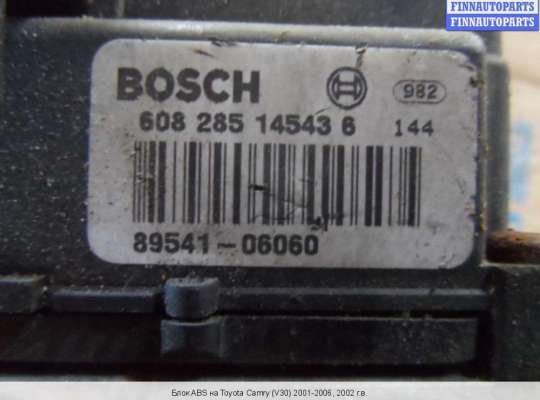 FINNAUTOPARTS
FINNAUTOPARTS
BOSCH 982
608 285 14543 6 144
89541-06060
Блок ABS на Toyota Camry (V30) 2001-2006, 2002 г.в.